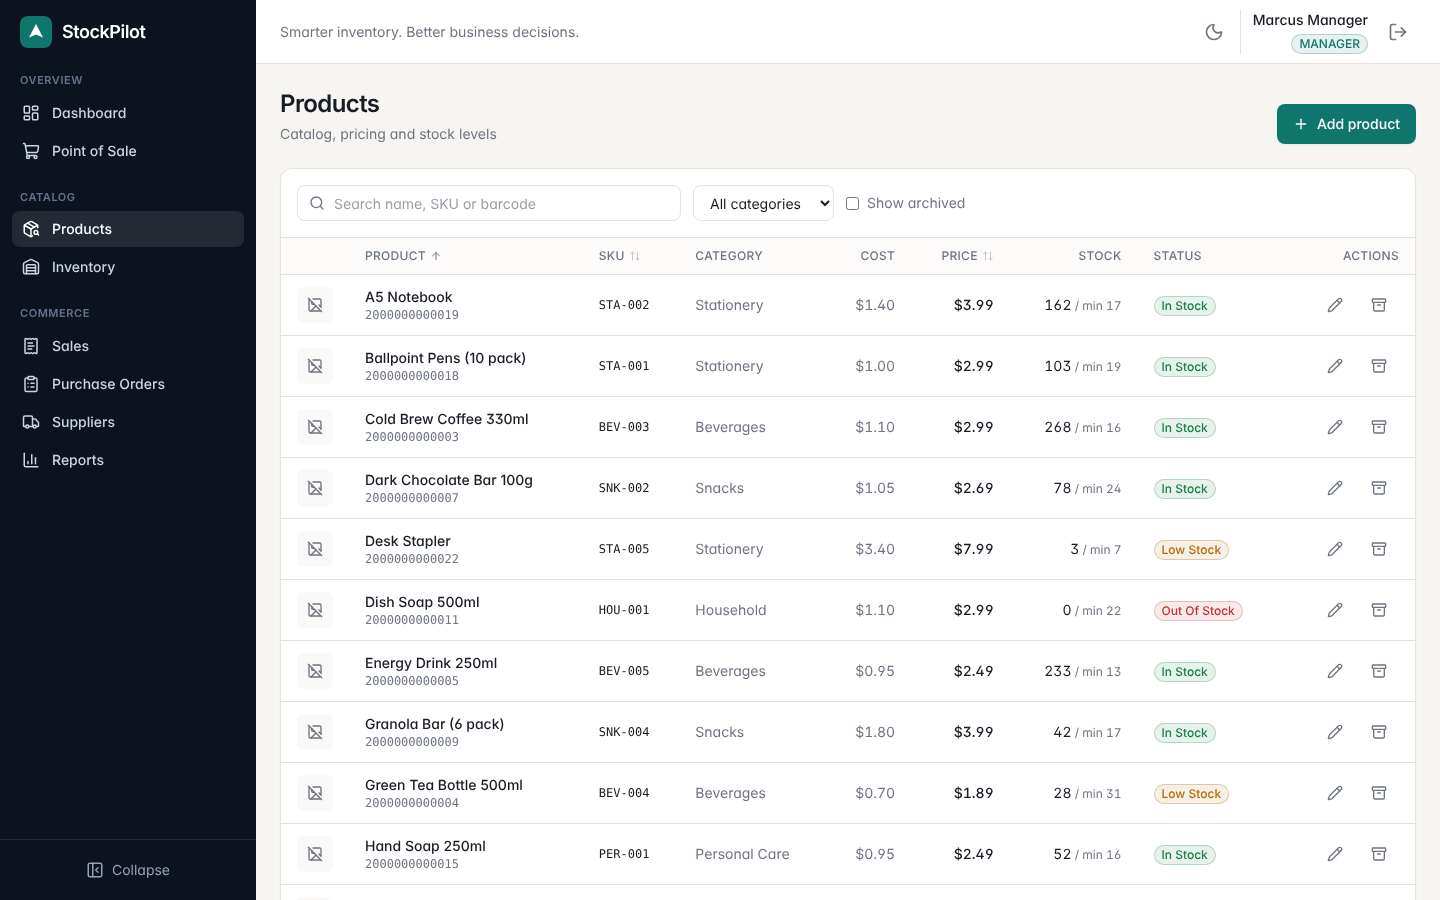 StockPilot
OVERVIEW
Dashboard
Point of Sale
CATALOG
Products
Inventory
COMMERCE
Sales
Purchase Orders
Suppliers
Reports
Collapse
Smarter inventory. Better business decisions.
Marcus Manager
MANAGER
Products
Catalog, pricing and stock levels
Add product
Search name, SKU or barcode
All categories
Show archived
PRODUCT SKU CATEGORY COST PRICE STOCK STATUS ACTIONS
A5 Notebook STA-002 Stationery $1.40 $3.99 162 / min 17 In Stock
2000000000019
Ballpoint Pens (10 pack) STA-001 Stationery $1.00 $2.99 103 / min 19 In Stock
2000000000018
Cold Brew Coffee 330ml BEV-003 Beverages $1.10 $2.99 268 / min 16 In Stock
2000000000003
Dark Chocolate Bar 100g SNK-002 Snacks $1.05 $2.69 78 / min 24 In Stock
2000000000007
Desk Stapler STA-005 Stationery $3.40 $7.99 3 / min 7 Low Stock
2000000000022
Dish Soap 500ml HOU-001 Household $1.10 $2.99 0 / min 22 Out Of Stock
2000000000011
Energy Drink 250ml BEV-005 Beverages $0.95 $2.49 233 / min 13 In Stock
2000000000005
Granola Bar (6 pack) SNK-004 Snacks $1.80 $3.99 42 / min 17 In Stock
2000000000009
Green Tea Bottle 500ml BEV-004 Beverages $0.70 $1.89 28 / min 31 Low Stock
2000000000004
Hand Soap 250ml PER-001 Personal Care $0.95 $2.49 52 / min 16 In Stock
2000000000015